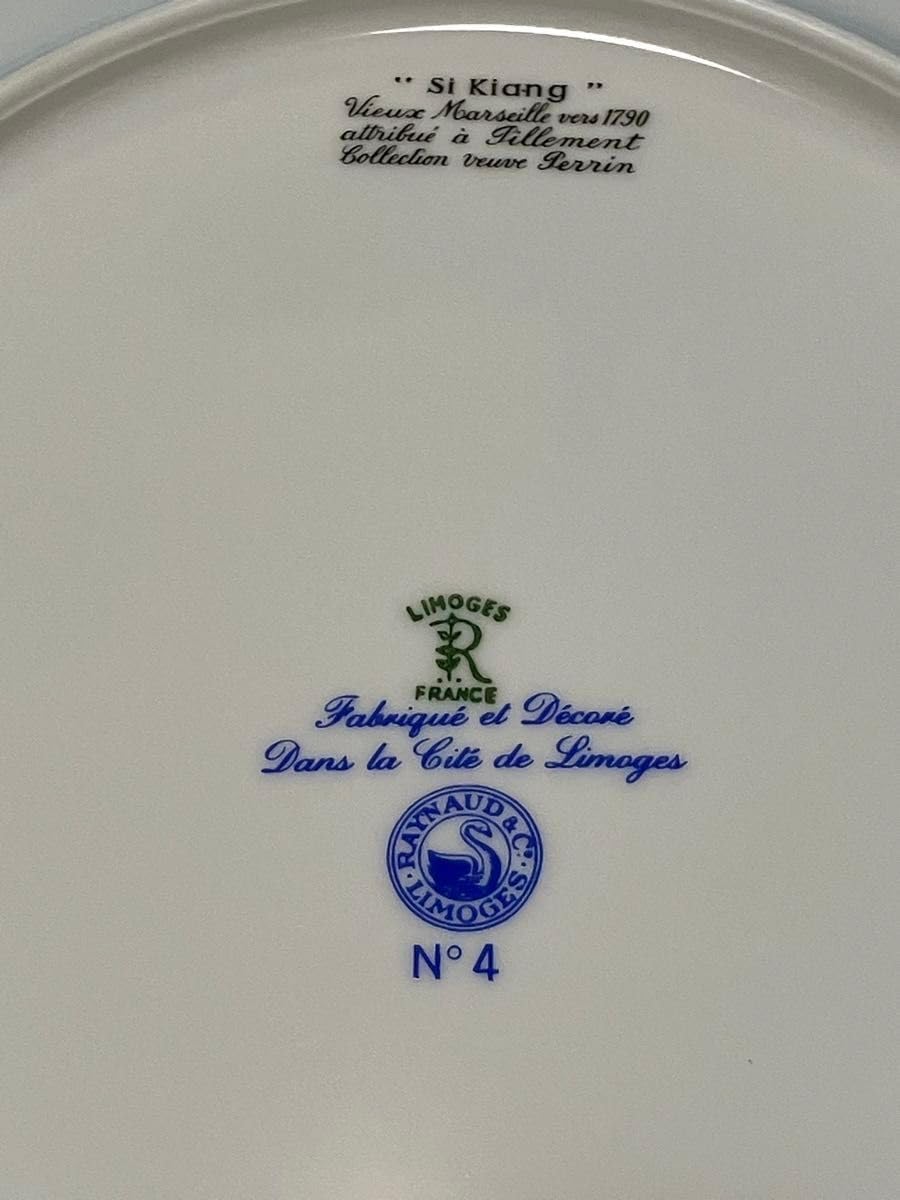 " Si Kiang "
Vieux Marseille vers 1790
attribué à Pillement
Collection veuve Perrin
LIMOGES
R
FRANCE
Fabriqué et Décoré
Dans la Cité de Limoges
RAYNAUD & Co.
LIMOGES
N° 4